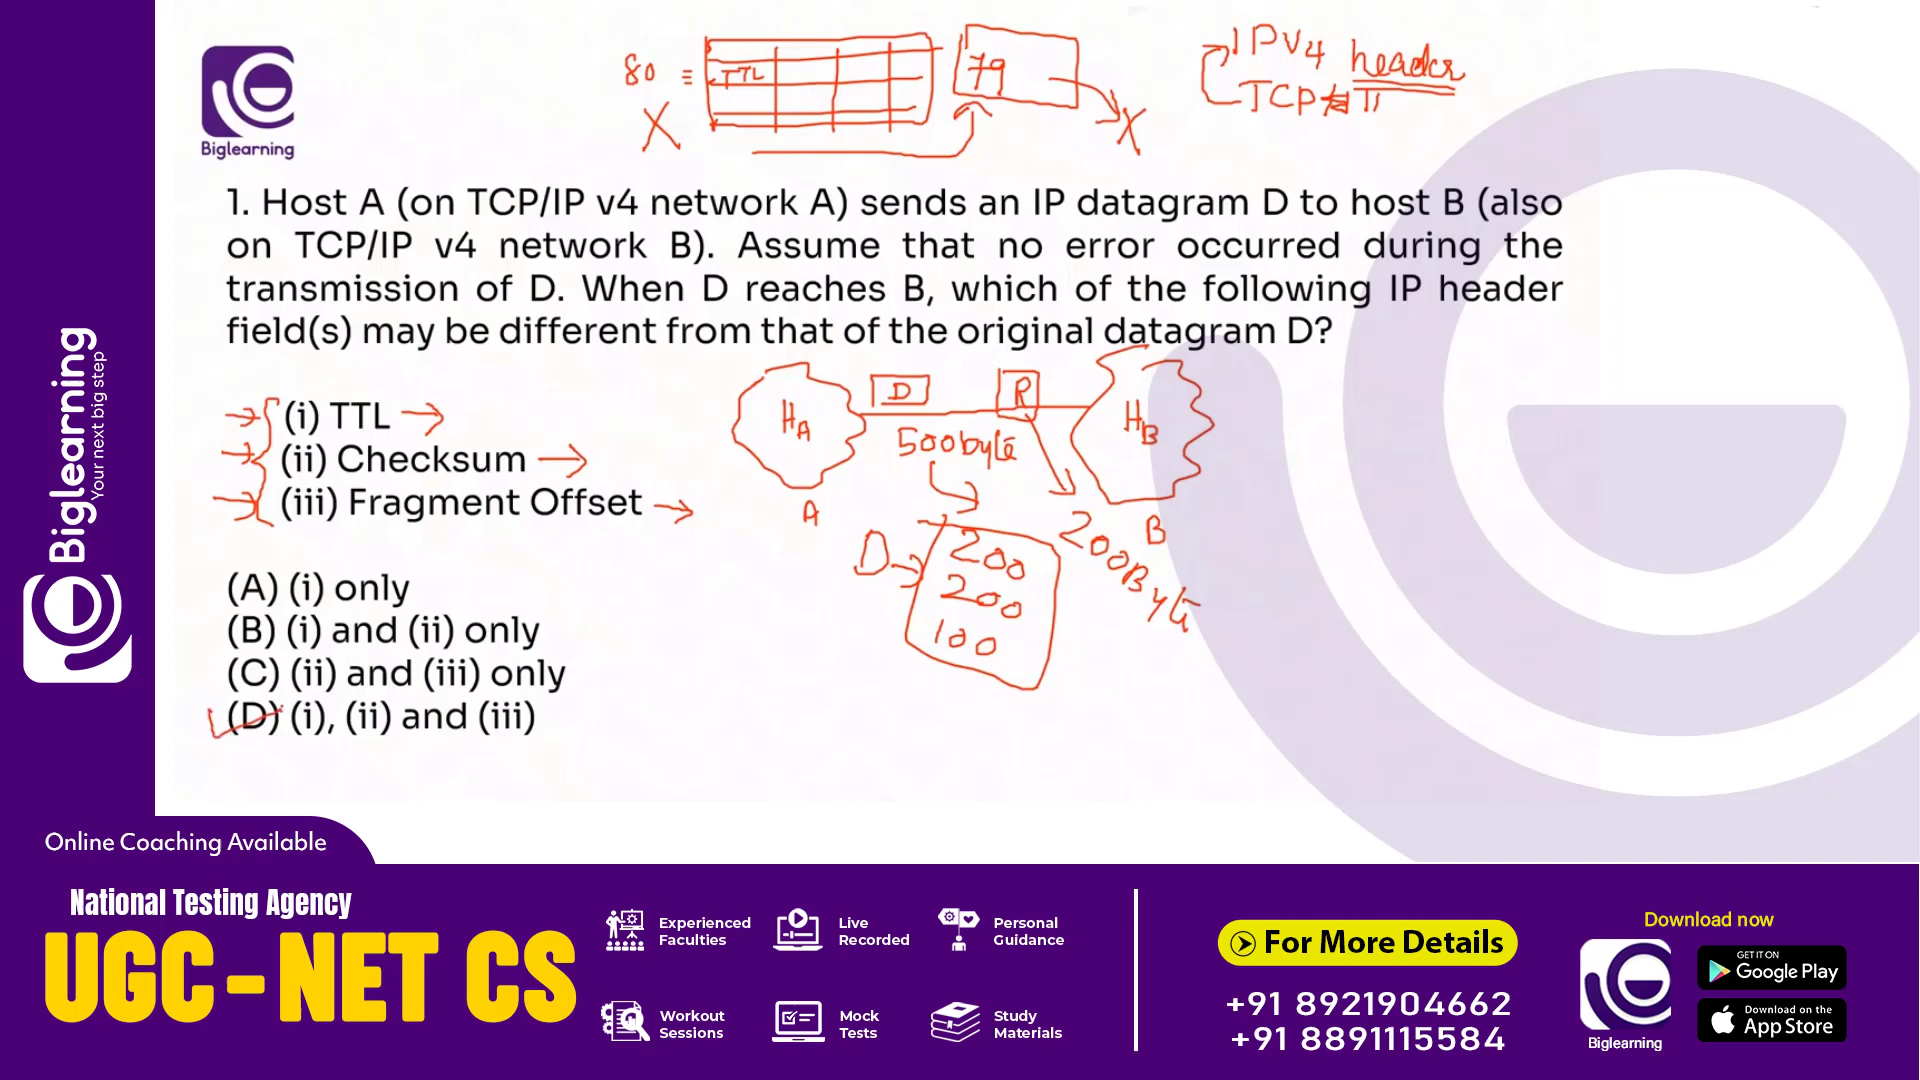 80 ≡ TTL 79 IPv4 header
X X TCP
Biglearning
1. Host A (on TCP/IP v4 network A) sends an IP datagram D to host B (also
on TCP/IP v4 network B). Assume that no error occurred during the
transmission of D. When D reaches B, which of the following IP header
field(s) may be different from that of the original datagram D?
(i) TTL
(ii) Checksum
(iii) Fragment Offset
HA D R HB
500byte
A B
D 200
200
100
200Byte
(A) (i) only
(B) (i) and (ii) only
(C) (ii) and (iii) only
(D) (i), (ii) and (iii)
Biglearning
Your next big step
Online Coaching Available
National Testing Agency
UGC-NET CS
Experienced
Faculties
Live
Recorded
Personal
Guidance
Workout
Sessions
Mock
Tests
Study
Materials
For More Details
+91 8921904662
+91 8891115584
Download now
Biglearning
GET IT ON
Google Play
Download on the
App Store